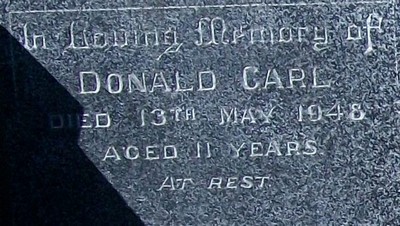 In Loving Memory of
DONALD CARL
DIED 13TH MAY 1948
AGED 11 YEARS
AT REST